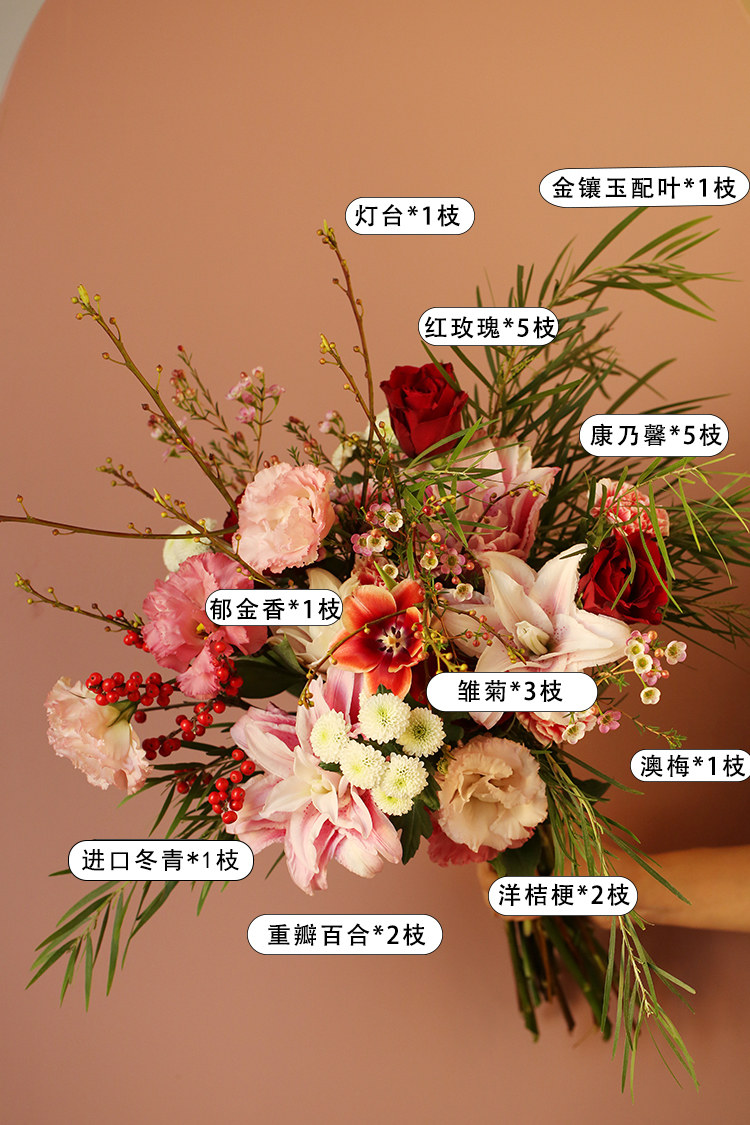 金镶玉配叶*1枝
灯台*1枝
红玫瑰*5枝
康乃馨*5枝
郁金香*1枝
雏菊*3枝
澳梅*1枝
进口冬青*1枝
洋桔梗*2枝
重瓣百合*2枝